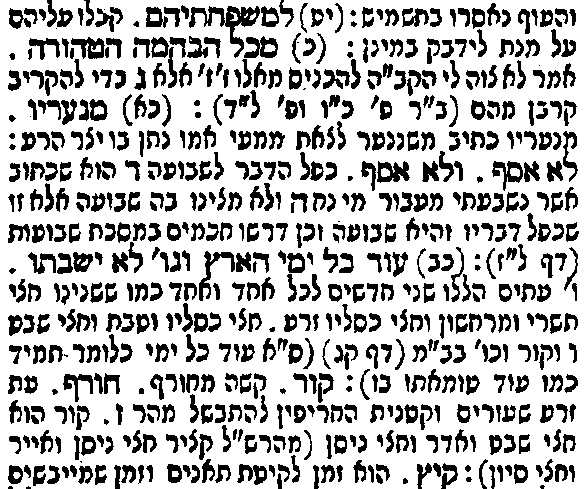 והעוף נאסרו בתשמיש: (יט) למשפחתיהם. קבלו עליהם
על מנת לידבק במינן: (כ) מכל הבהמה הטהורה.
אמר לא צוה לי הקב"ה להכניס מאלו ז' ז' אלא כדי להקריב
קרבן מהם (ב"ר פ' כ"ו ופ' ל"ד): (כא) מנעריו.
מנעריו כתיב משננער לצאת ממעי אמו נתן בו יצר הרע:
לא אסף. ולא אסף. כפל הדבר לשבועה ד הוא שכתוב
אשר נשבעתי מעבור מי נח ה ולא מצינו בה שבועה אלא זו
שכפל דבריו והיא שבועה וכן דרשו חכמים במסכת שבועות
(דף ל"ו): (כב) עוד כל ימי הארץ וגו' לא ישבתו.
ו' עתים הללו שני חדשים לכל אחד ואחד כמו ששנינו חצי
תשרי ומרחשון וחצי כסליו זרע. חצי כסליו וטבת וחצי שבט
ו וקור וכו' בב"מ (דף קו) (ס"א עוד כל ימי כלומר תמיד
כמו עוד טומאתו בו): קור. קשה מחורף. חורף. עת
זרע שעורים וקטנית החריפין להתבשל מהר ז. קור הוא
חצי שבט ואדר וחצי ניסן (מהרש"ל קציר חצי ניסן ואייר
וחצי סיון): קיץ. הוא זמן לקיטת תאנים וזמן שמייבשים